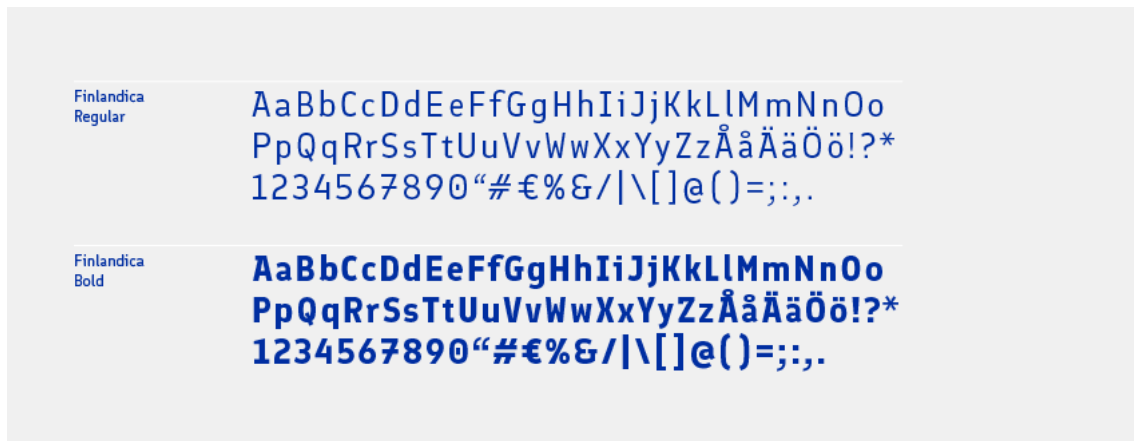 Finlandica
Regular
AaBbCcDdEeFfGgHhIiJjKkLlMmNnOo
PpQqRrSsTtUuVvWwXxYyZzÅåÄäÖö!?*
1234567890“#€%&/|\[]@()=;:,.
Finlandica
Bold
AaBbCcDdEeFfGgHhIiJjKkLlMmNnOo
PpQqRrSsTtUuVvWwXxYyZzÅåÄäÖö!?*
1234567890“#€%&/|\[]@()=;:,.